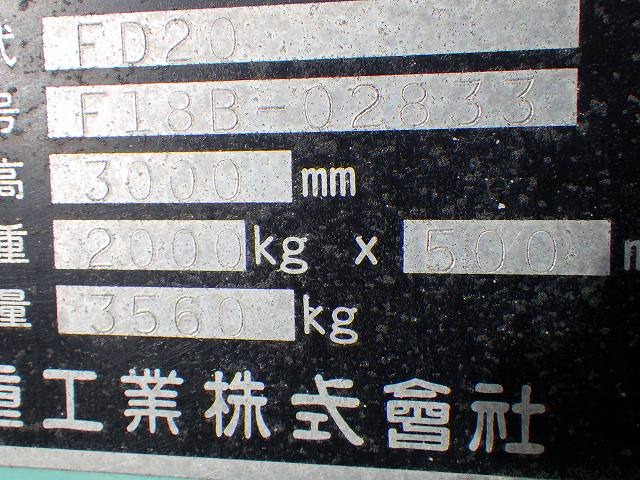 式 FD20
号 F18B-02833
高 3000 mm
重 2000 kg x 500 m
量 3560 kg
重工業株式會社